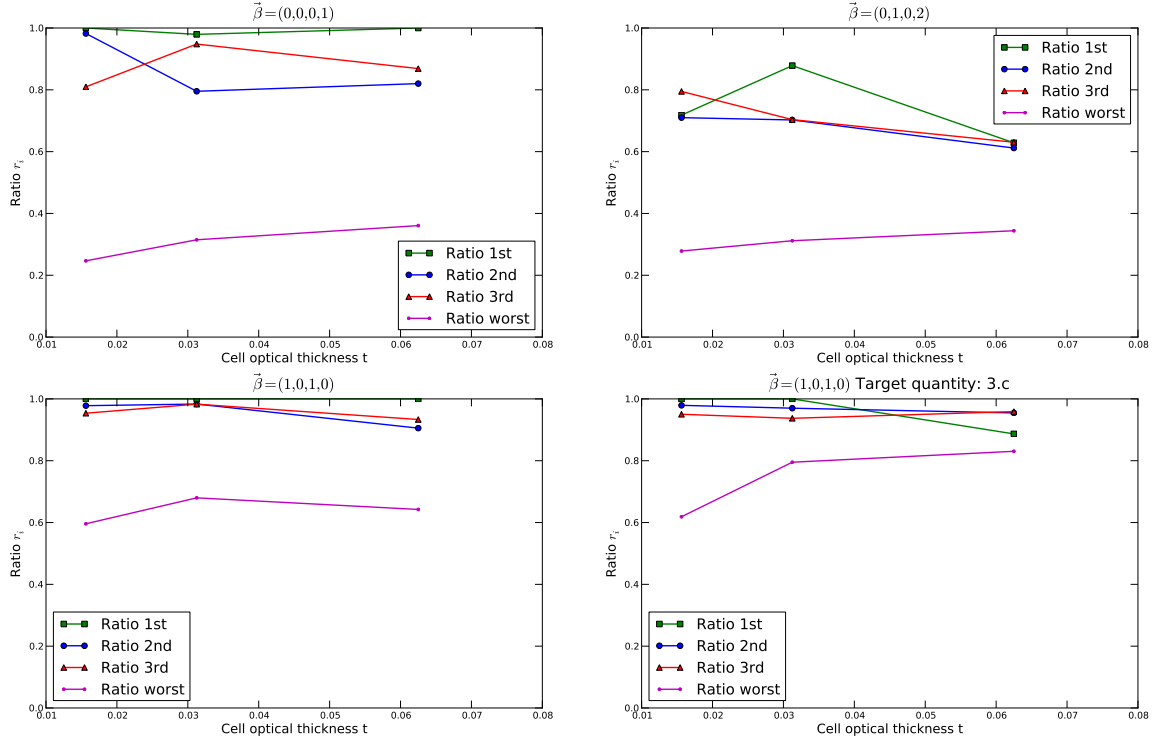 β⃗=(0,0,0,1)
1.0
0.8
0.6
0.4
0.2
0.0
Ratio rᵢ
Ratio 1st
Ratio 2nd
Ratio 3rd
Ratio worst
0.01 0.02 0.03 0.04 0.05 0.06 0.07 0.08
Cell optical thickness t
β⃗=(0,1,0,2)
1.0
0.8
0.6
0.4
0.2
0.0
Ratio rᵢ
Ratio 1st
Ratio 2nd
Ratio 3rd
Ratio worst
0.01 0.02 0.03 0.04 0.05 0.06 0.07 0.08
Cell optical thickness t
β⃗=(1,0,1,0)
1.0
0.8
0.6
0.4
0.2
0.0
Ratio rᵢ
Ratio 1st
Ratio 2nd
Ratio 3rd
Ratio worst
0.01 0.02 0.03 0.04 0.05 0.06 0.07 0.08
Cell optical thickness t
β⃗=(1,0,1,0) Target quantity: 3.c
1.0
0.8
0.6
0.4
0.2
0.0
Ratio rᵢ
Ratio 1st
Ratio 2nd
Ratio 3rd
Ratio worst
0.01 0.02 0.03 0.04 0.05 0.06 0.07 0.08
Cell optical thickness t